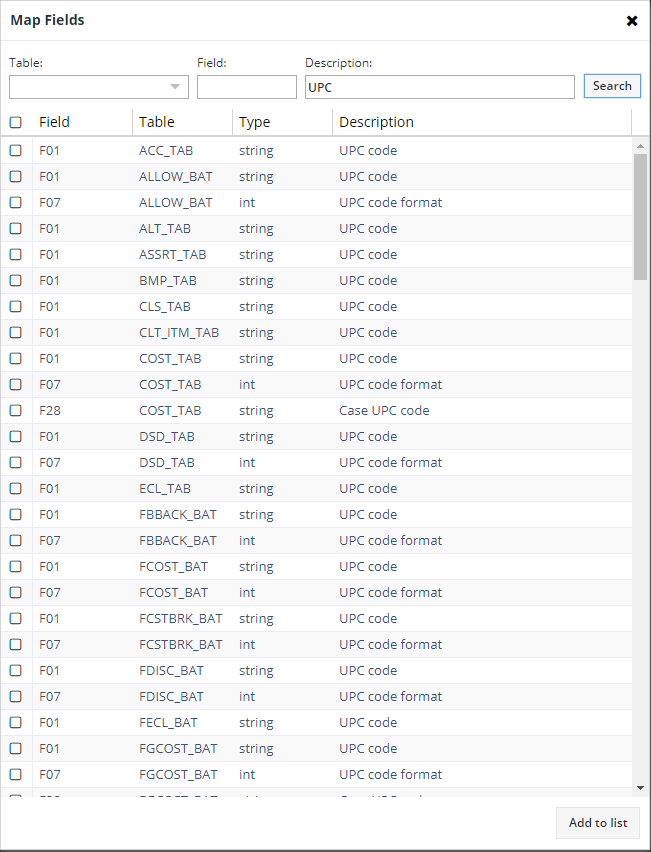 Map Fields
Table: Field: Description:
UPC Search
Field Table Type Description
F01 ACC_TAB string UPC code
F01 ALLOW_BAT string UPC code
F07 ALLOW_BAT int UPC code format
F01 ALT_TAB string UPC code
F01 ASSRT_TAB string UPC code
F01 BMP_TAB string UPC code
F01 CLS_TAB string UPC code
F01 CLT_ITM_TAB string UPC code
F01 COST_TAB string UPC code
F07 COST_TAB int UPC code format
F28 COST_TAB string Case UPC code
F01 DSD_TAB string UPC code
F07 DSD_TAB int UPC code format
F01 ECL_TAB string UPC code
F01 FBBACK_BAT string UPC code
F07 FBBACK_BAT int UPC code format
F01 FCOST_BAT string UPC code
F07 FCOST_BAT int UPC code format
F01 FCSTBRK_BAT string UPC code
F07 FCSTBRK_BAT int UPC code format
F01 FDISC_BAT string UPC code
F07 FDISC_BAT int UPC code format
F01 FECL_BAT string UPC code
F01 FGCOST_BAT string UPC code
F07 FGCOST_BAT int UPC code format
Add to list